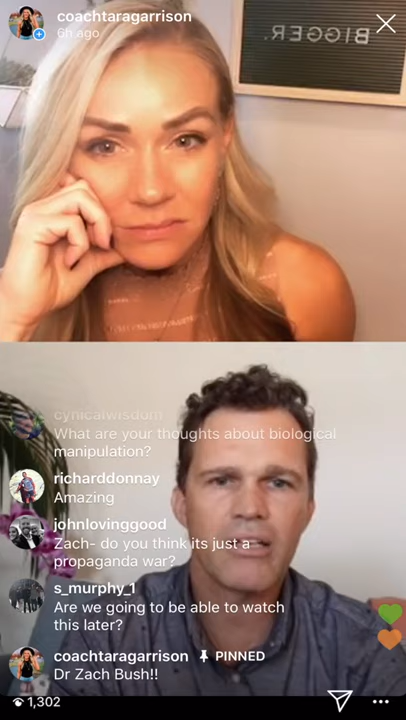 coachtaragarrison
6h ago
BIGGER.
cynicalwisdom
What are your thoughts about biological
manipulation?
richarddonnay
Amazing
johnlovinggood
Zach- do you think its just a
propaganda war?
s_murphy_1
Are we going to be able to watch
this later?
coachtaragarrison PINNED
Dr Zach Bush!!
1,302